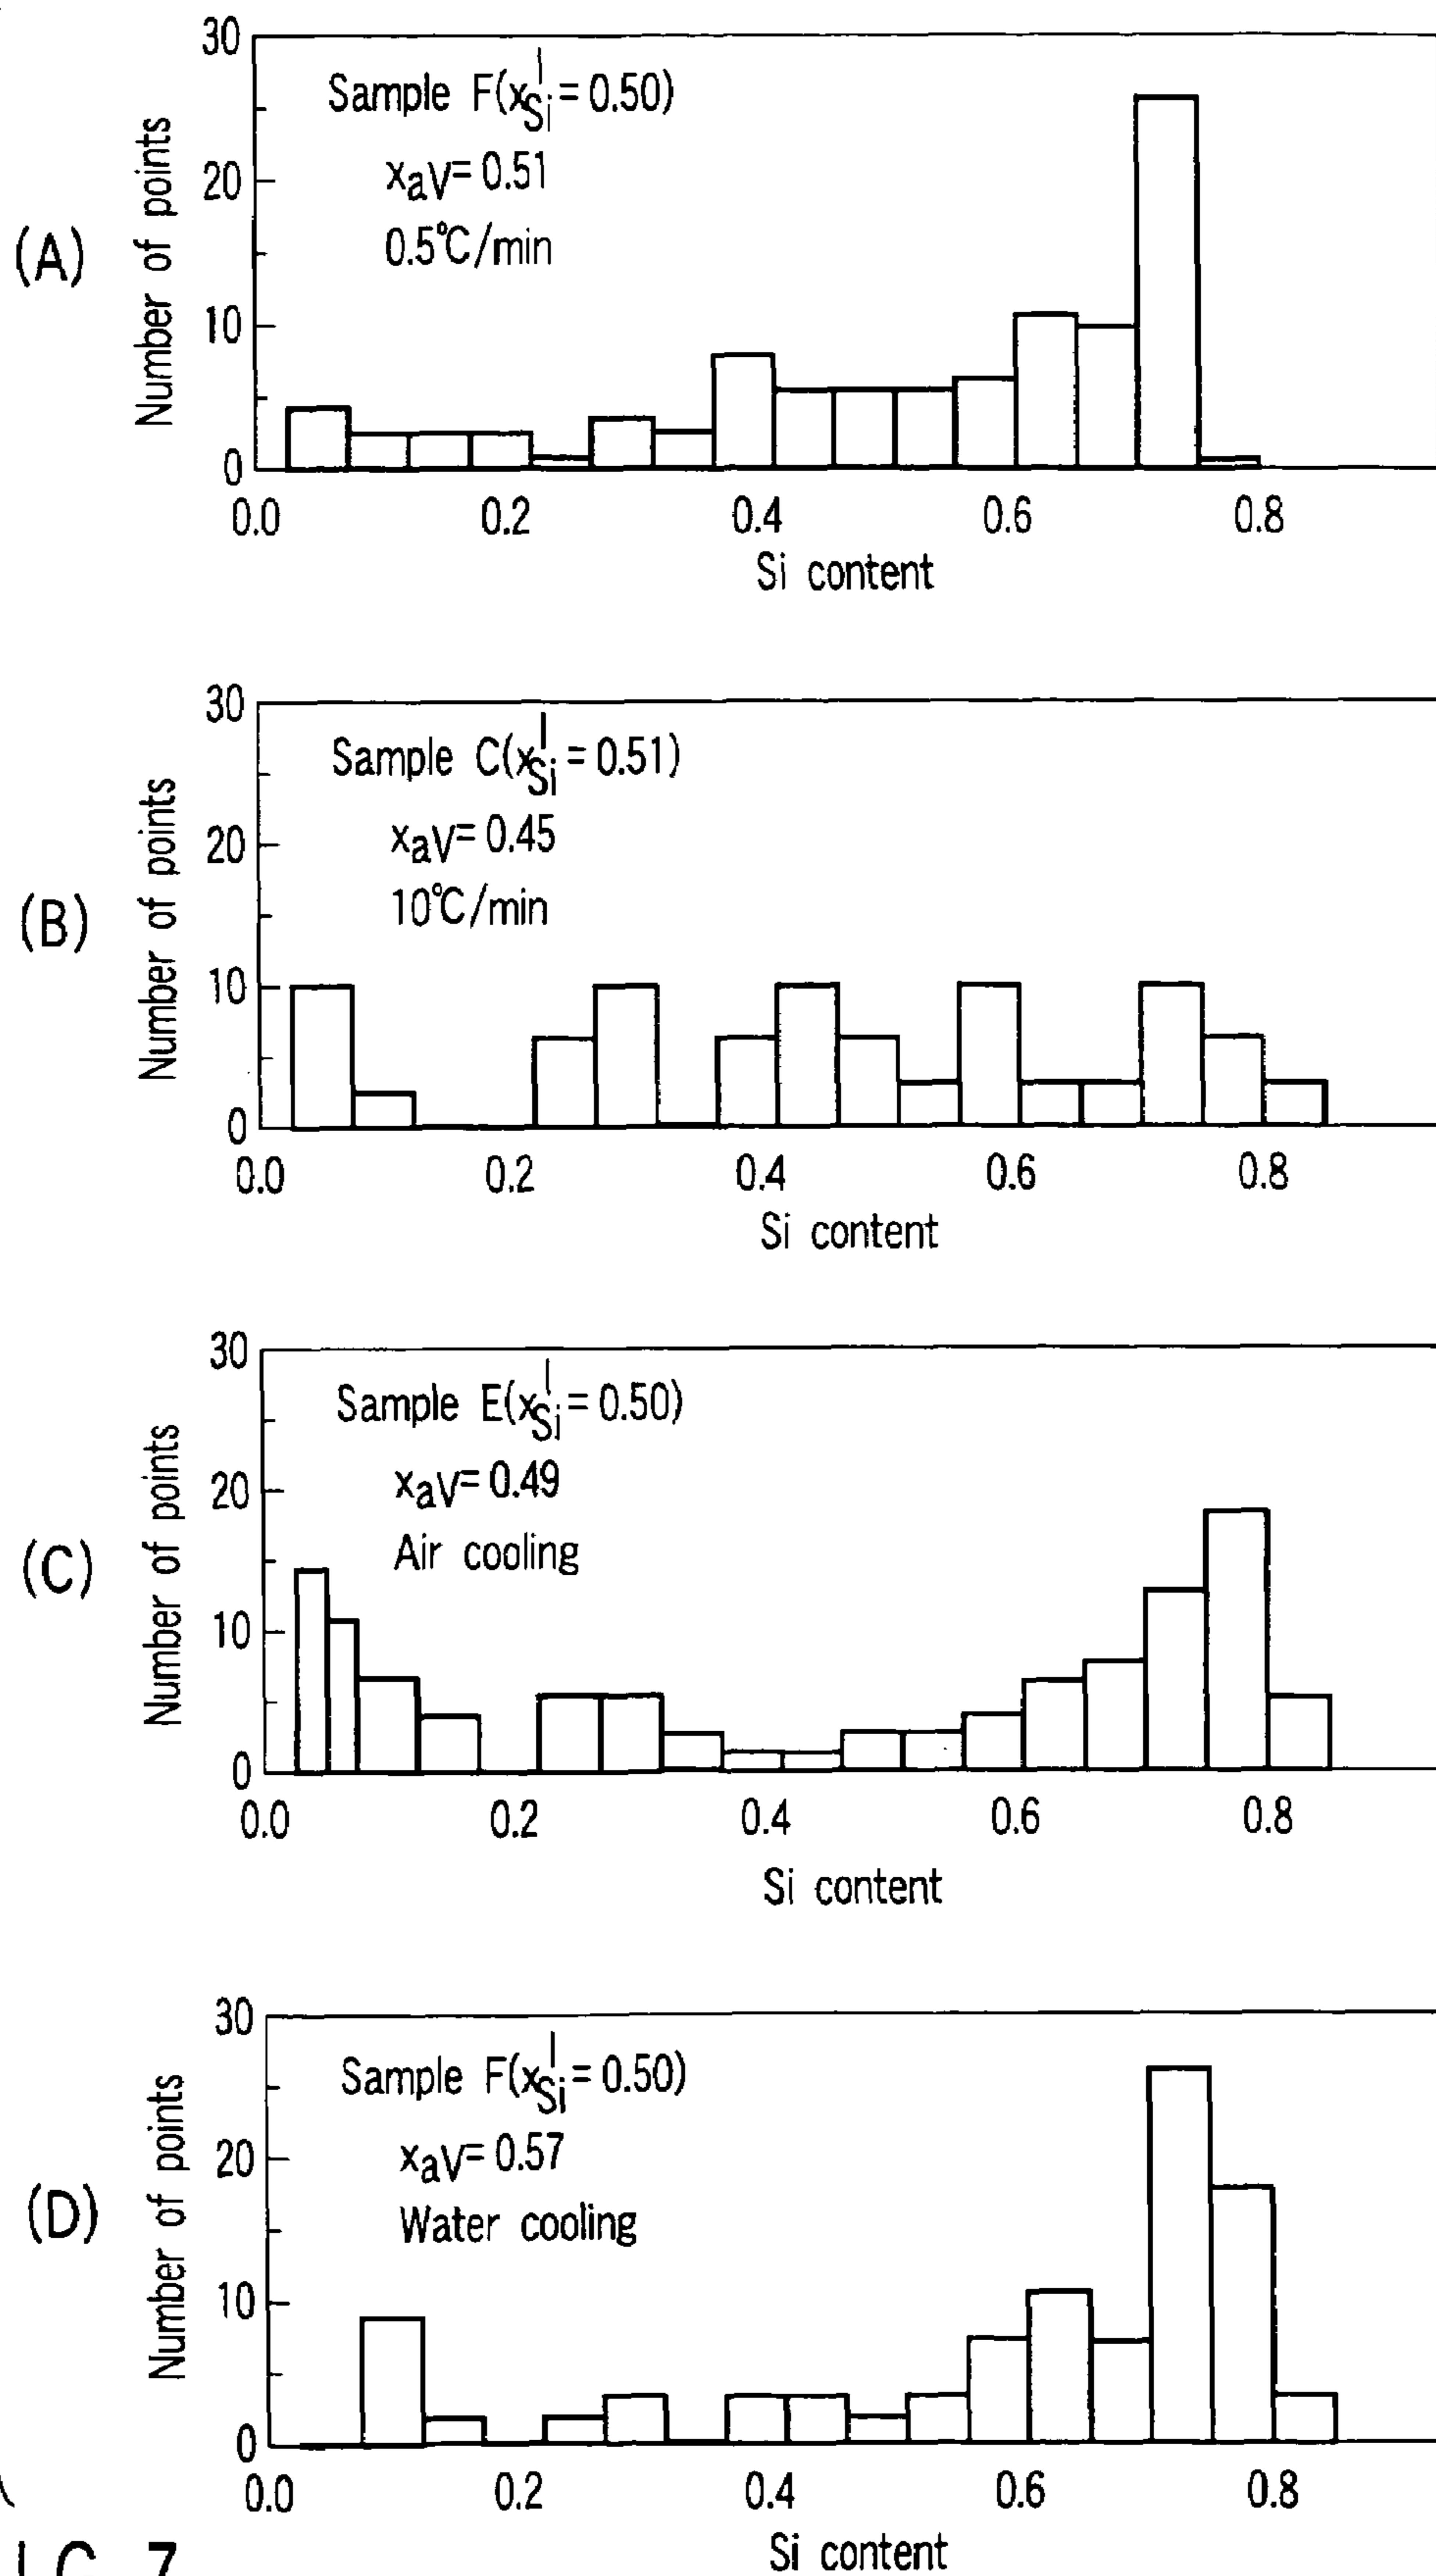 (A)
Number of points
30
20
10
0
Sample F(x^l_Si = 0.50)
x_av = 0.51
0.5°C/min
0.0 0.2 0.4 0.6 0.8
Si content
(B)
Number of points
30
20
10
0
Sample C(x^l_Si = 0.51)
x_av = 0.45
10°C/min
0.0 0.2 0.4 0.6 0.8
Si content
(C)
Number of points
30
20
10
0
Sample E(x^l_Si = 0.50)
x_av = 0.49
Air cooling
0.0 0.2 0.4 0.6 0.8
Si content
(D)
Number of points
30
20
10
0
Sample F(x^l_Si = 0.50)
x_av = 0.57
Water cooling
0.0 0.2 0.4 0.6 0.8
Si content
7